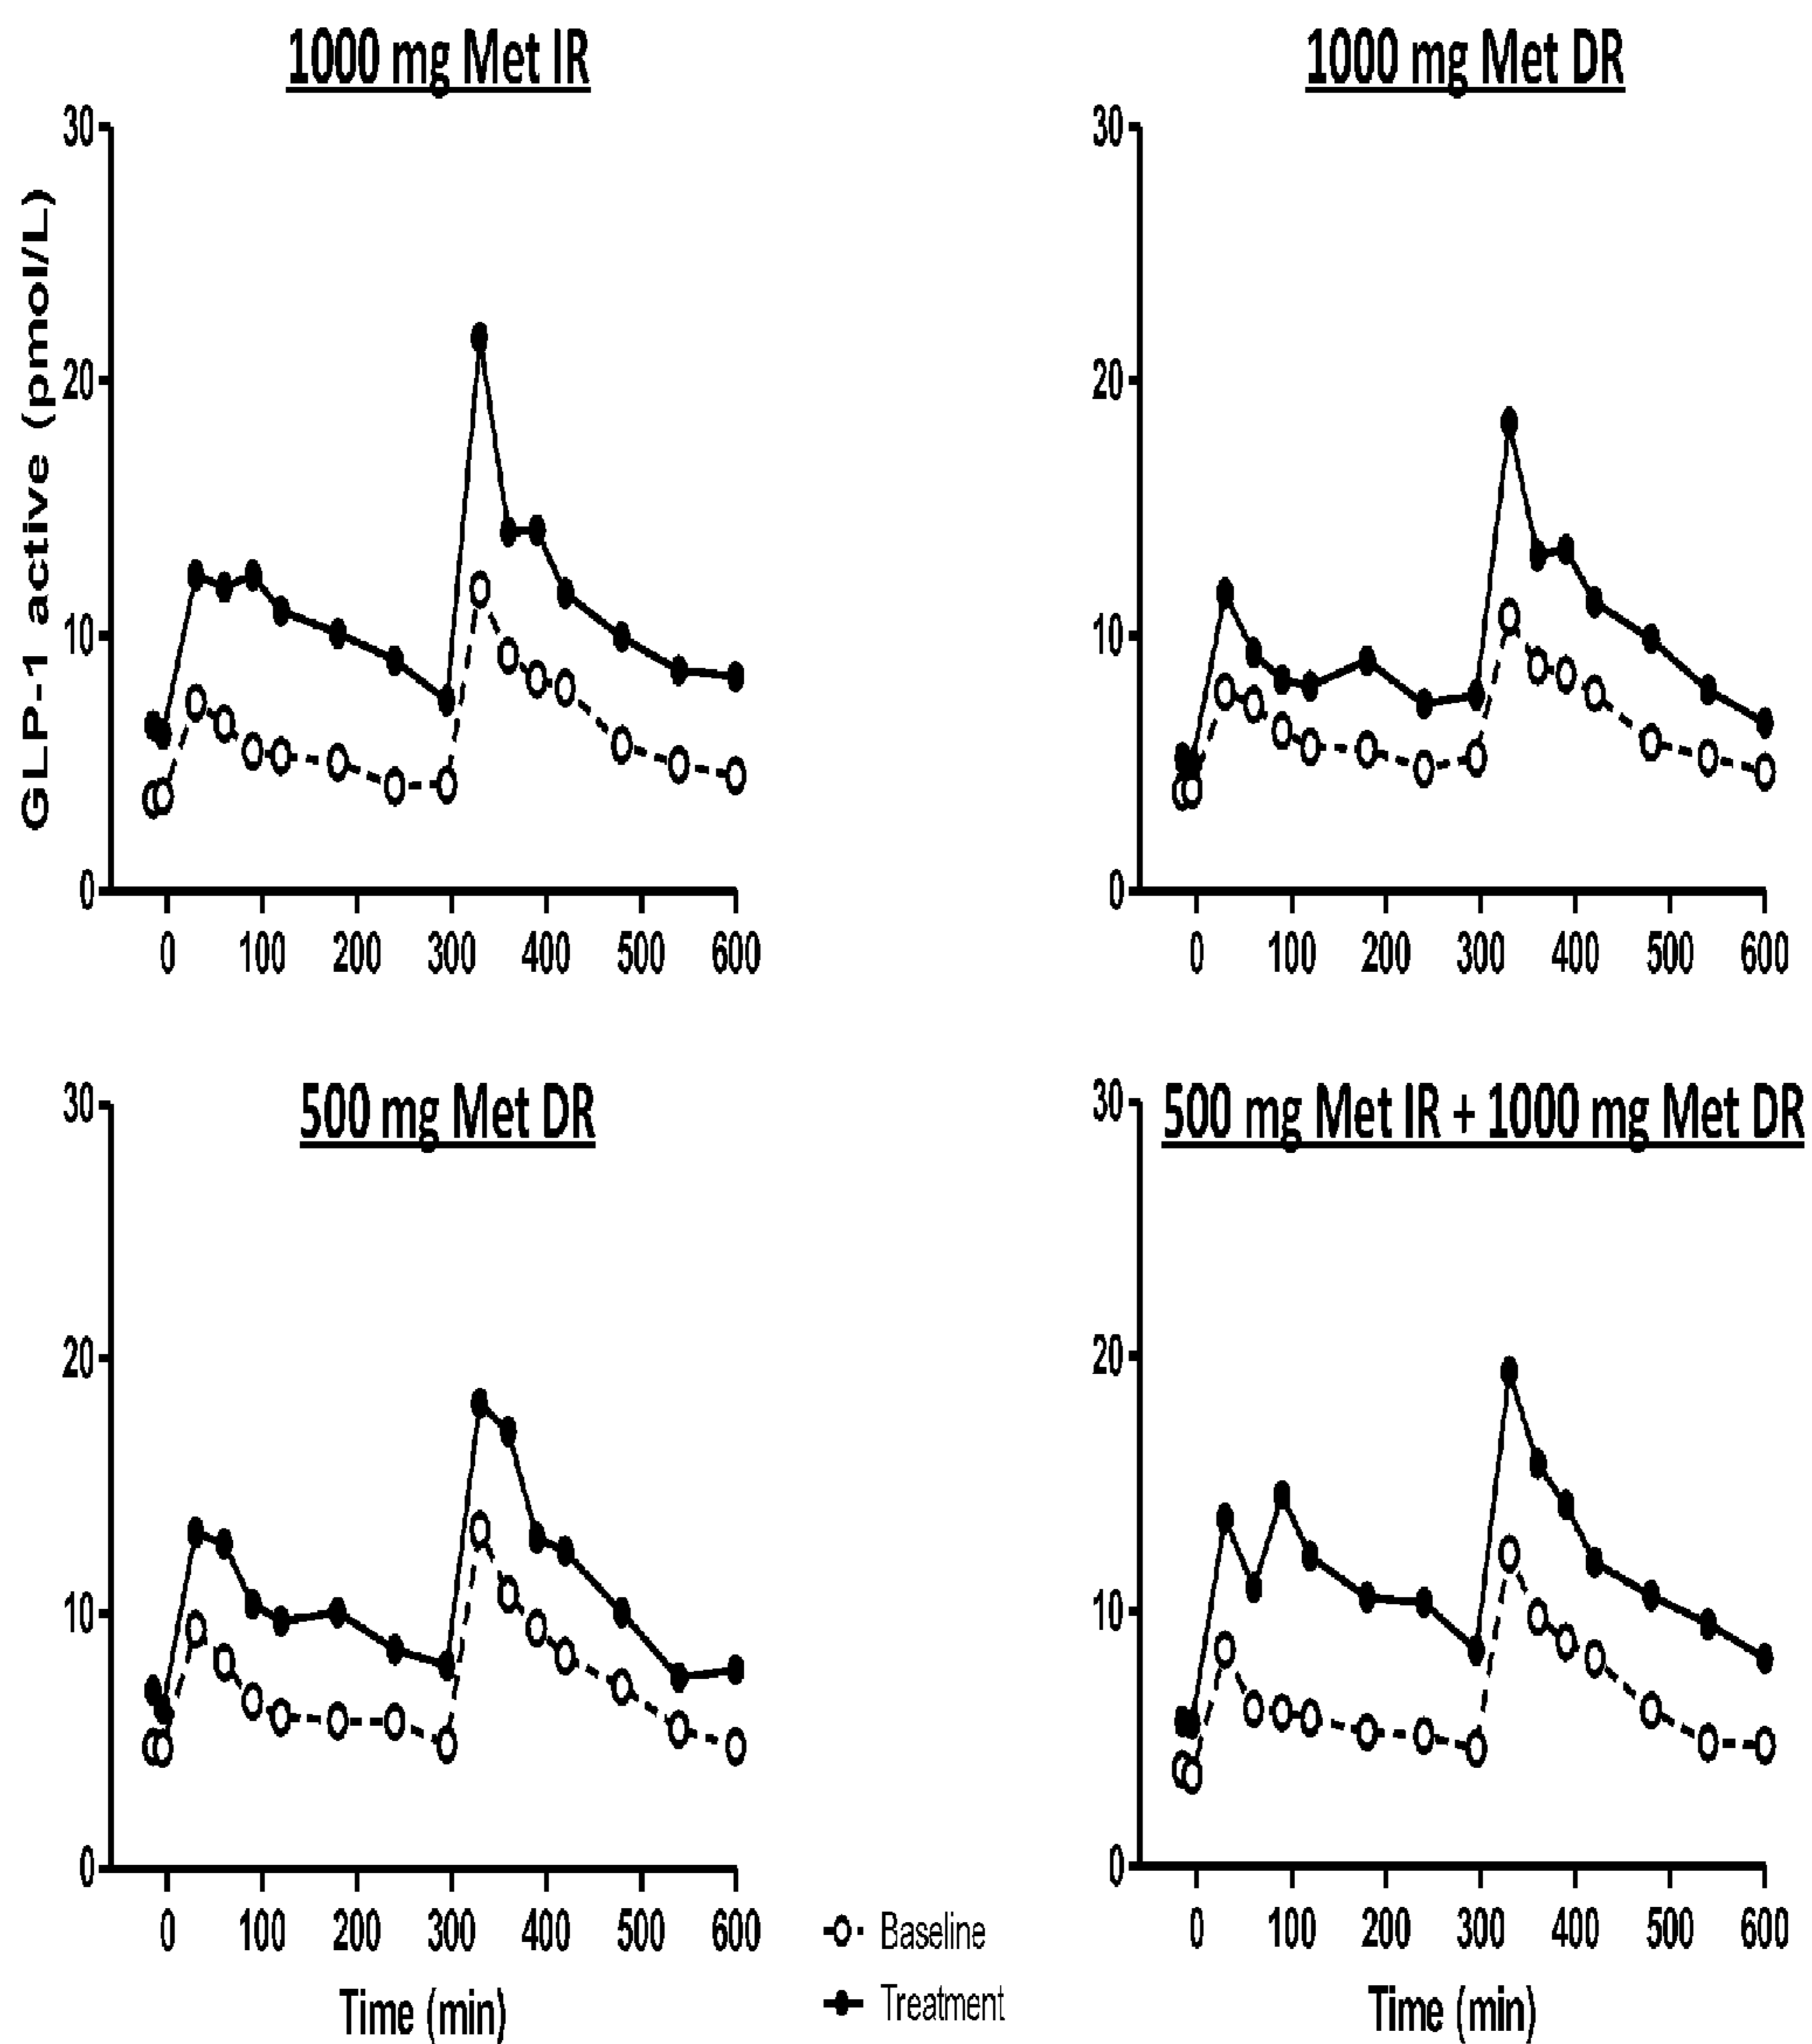 1000 mg Met IR
1000 mg Met DR
GLP-1 active (pmol/L)
30
20
10
0
0 100 200 300 400 500 600
30
20
10
0
0 100 200 300 400 500 600
500 mg Met DR
30
20
10
0
0 100 200 300 400 500 600
Time (min)
500 mg Met IR + 1000 mg Met DR
30
20
10
0
0 100 200 300 400 500 600
Time (min)
Baseline
Treatment